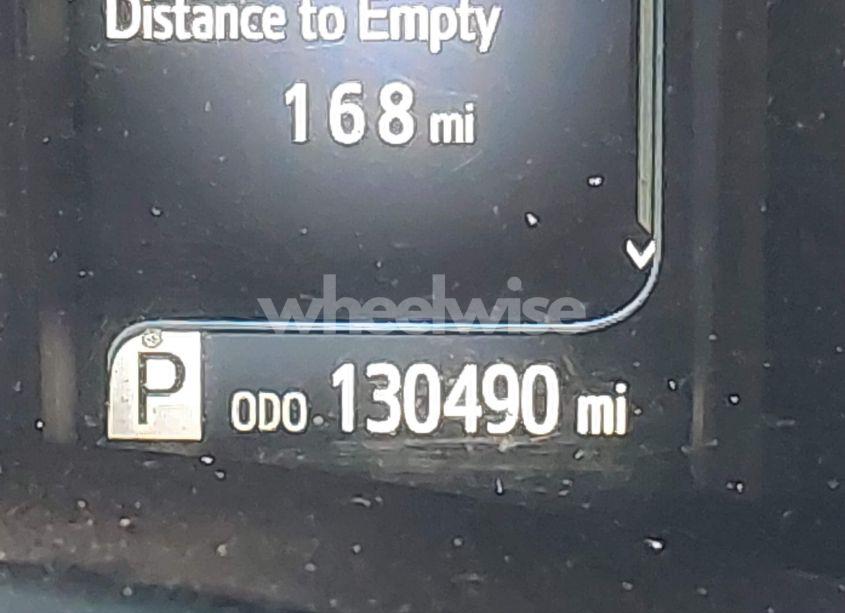 Distance to Empty
168 mi
wheelwise
P ODO 130490 mi